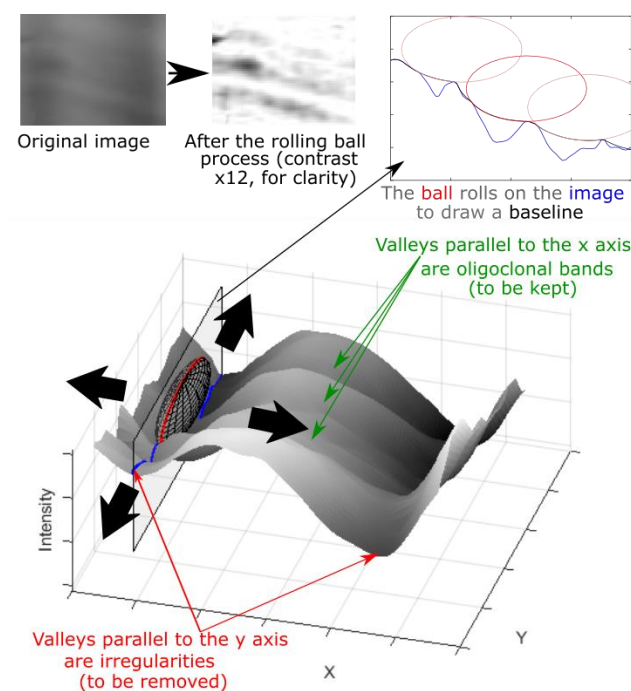 Original image
After the rolling ball
process (contrast
x12, for clarity)
The ball rolls on the image
to draw a baseline
Valleys parallel to the x axis
are oligoclonal bands
(to be kept)
Intensity
Y
X
Valleys parallel to the y axis
are irregularities
(to be removed)